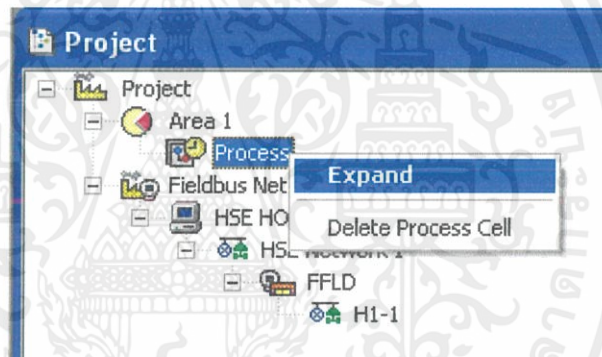 Project
Project
Area 1
Process
Expand
Fieldbus Net
Delete Process Cell
HSE HO
HSE Network 1
FFLD
H1-1